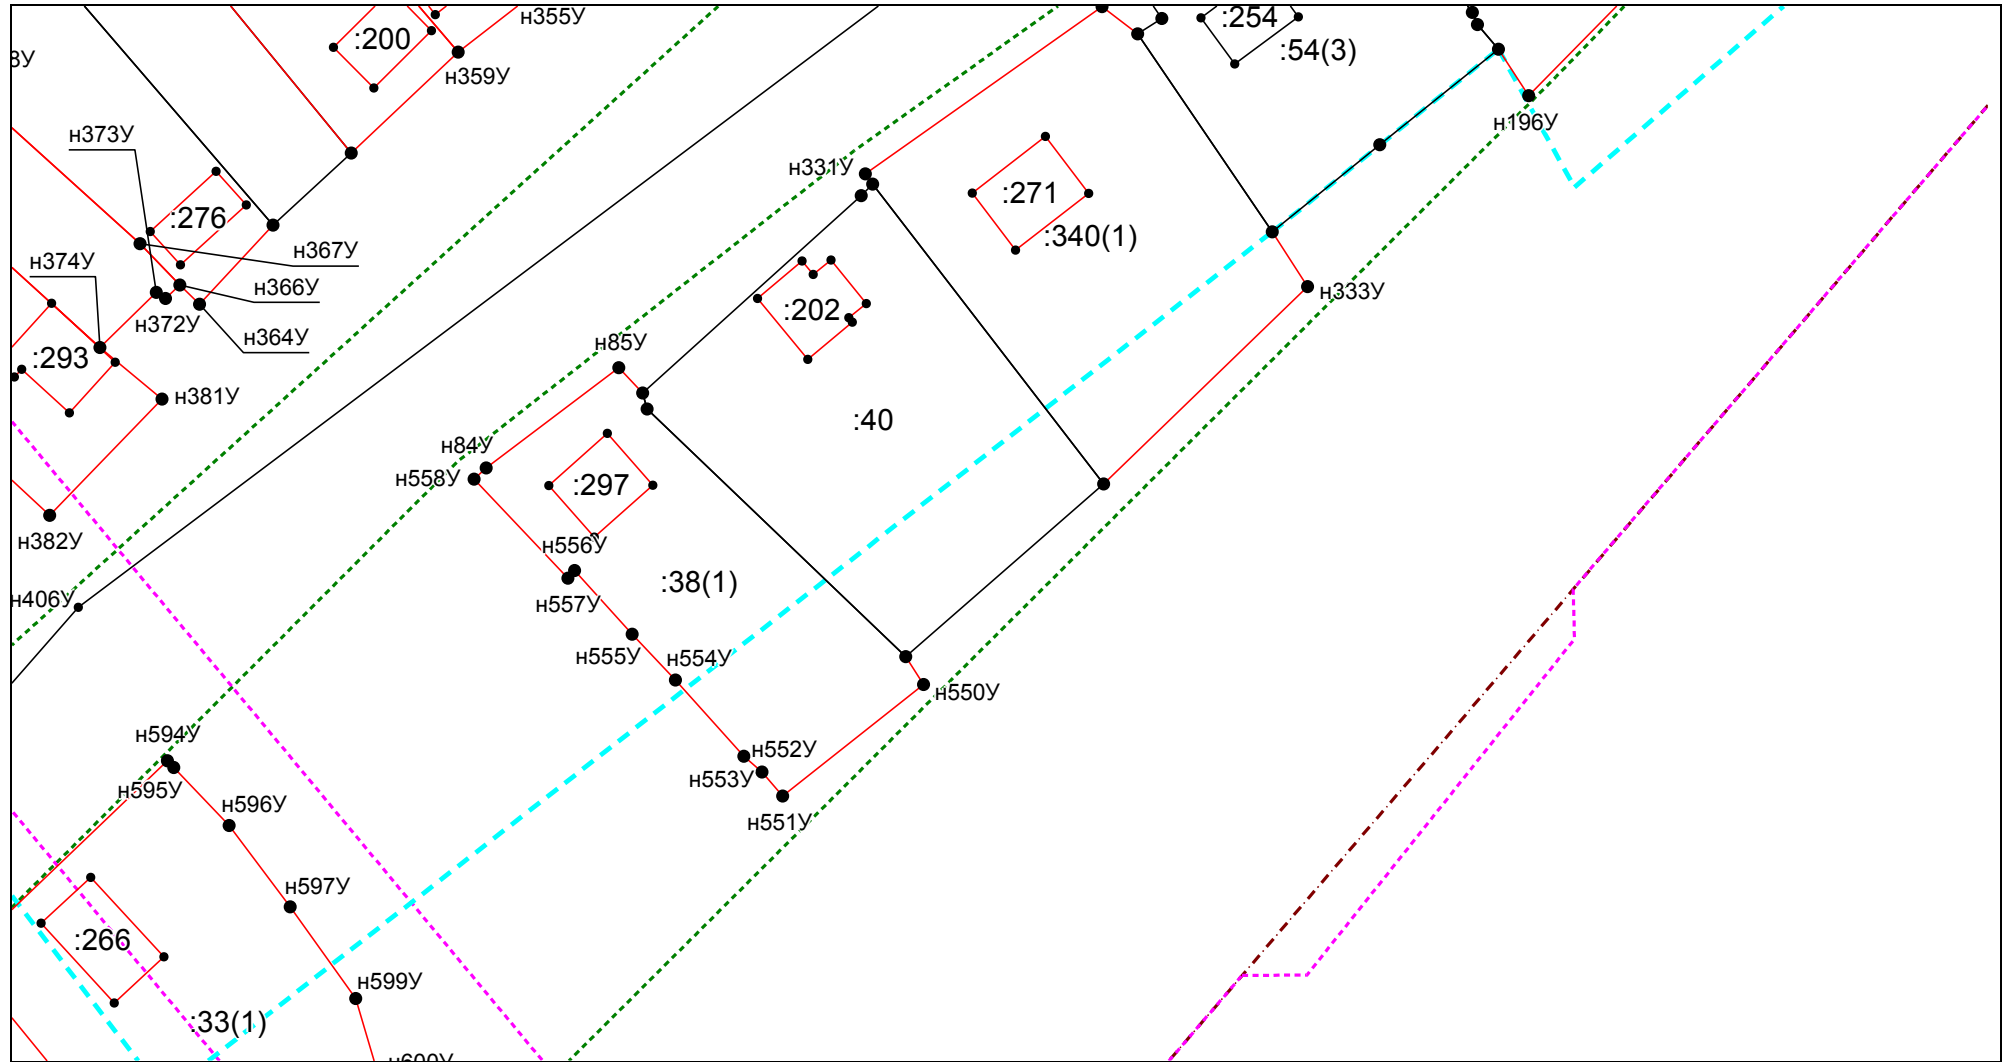 н355У
:200
:254
:54(3)
8У
н359У
н196У
н373У
н331У
:271
:276
:340(1)
н367У
н374У
н366У
н333У
:202
н372У
н364У
н85У
:293
н381У
:40
н84У
н558У
:297
н382У
н556У
:38(1)
н406У
н557У
н555У
н554У
н550У
н594У
н552У
н553У
н595У
н596У
н551У
н597У
:266
н599У
:33(1)
н600У